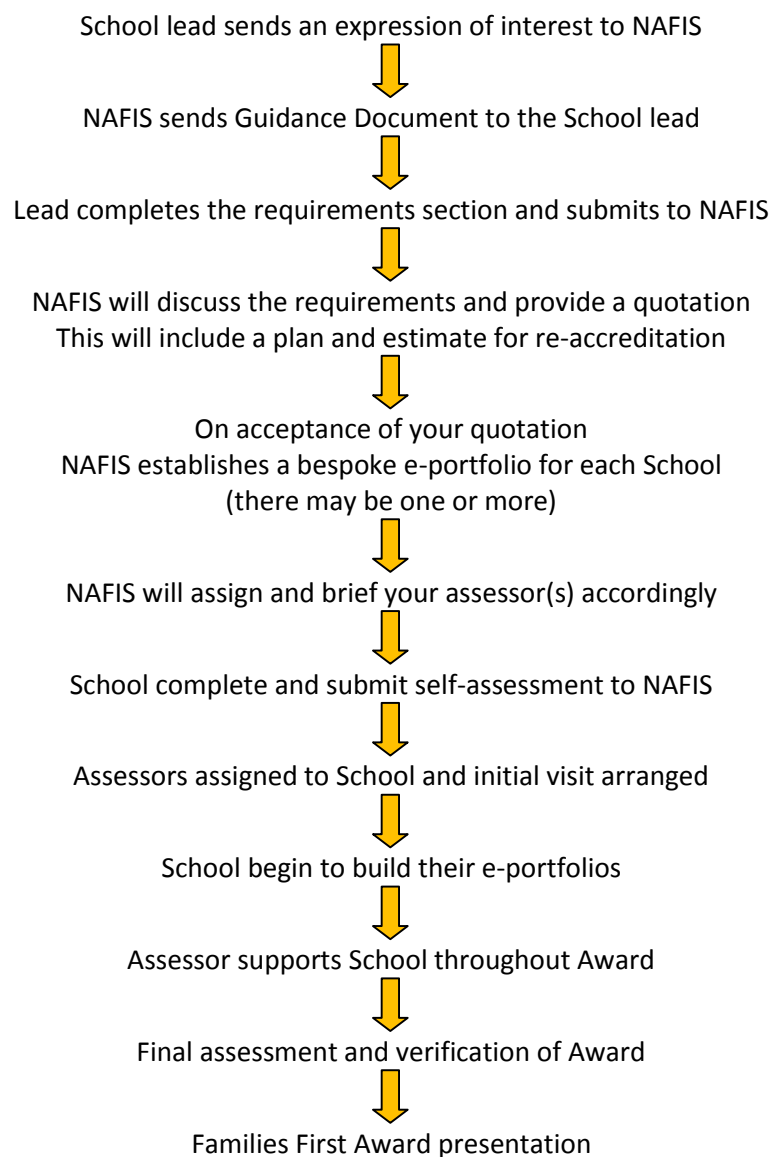 School lead sends an expression of interest to NAFIS
NAFIS sends Guidance Document to the School lead
Lead completes the requirements section and submits to NAFIS
NAFIS will discuss the requirements and provide a quotation
This will include a plan and estimate for re-accreditation
On acceptance of your quotation
NAFIS establishes a bespoke e-portfolio for each School
(there may be one or more)
NAFIS will assign and brief your assessor(s) accordingly
School complete and submit self-assessment to NAFIS
Assessors assigned to School and initial visit arranged
School begin to build their e-portfolios
Assessor supports School throughout Award
Final assessment and verification of Award
Families First Award presentation